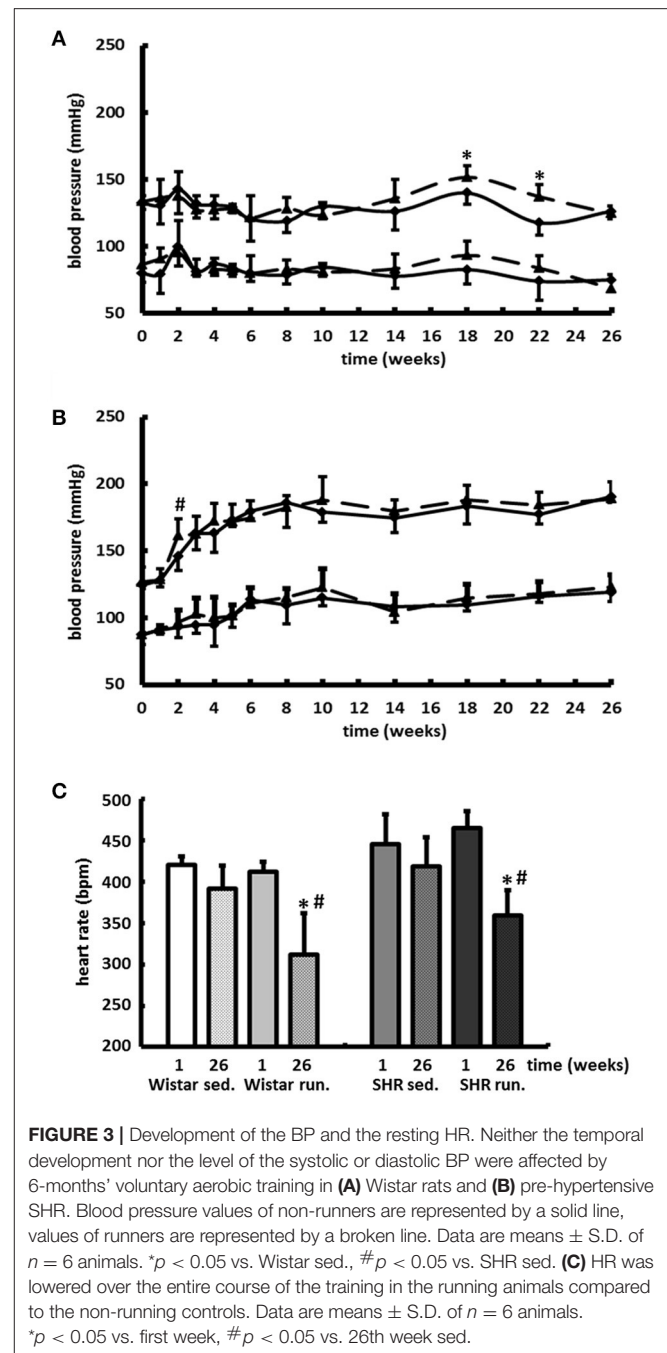 A
250
200
150
100
50
blood pressure (mmHg)
* *
0 2 4 6 8 10 12 14 16 18 20 22 24 26
time (weeks)
B
250
200
150
100
50
blood pressure (mmHg)
#
0 2 4 6 8 10 12 14 16 18 20 22 24 26
time (weeks)
C
500
450
400
350
300
250
200
heart rate (bpm)
*# *#
1 26 1 26 1 26 1 26 time (weeks)
Wistar sed. Wistar run. SHR sed. SHR run.
FIGURE 3 | Development of the BP and the resting HR. Neither the temporal
development nor the level of the systolic or diastolic BP were affected by
6-months' voluntary aerobic training in (A) Wistar rats and (B) pre-hypertensive
SHR. Blood pressure values of non-runners are represented by a solid line,
values of runners are represented by a broken line. Data are means ± S.D. of
n = 6 animals. *p < 0.05 vs. Wistar sed., #p < 0.05 vs. SHR sed. (C) HR was
lowered over the entire course of the training in the running animals compared
to the non-running controls. Data are means ± S.D. of n = 6 animals.
*p < 0.05 vs. first week, #p < 0.05 vs. 26th week sed.